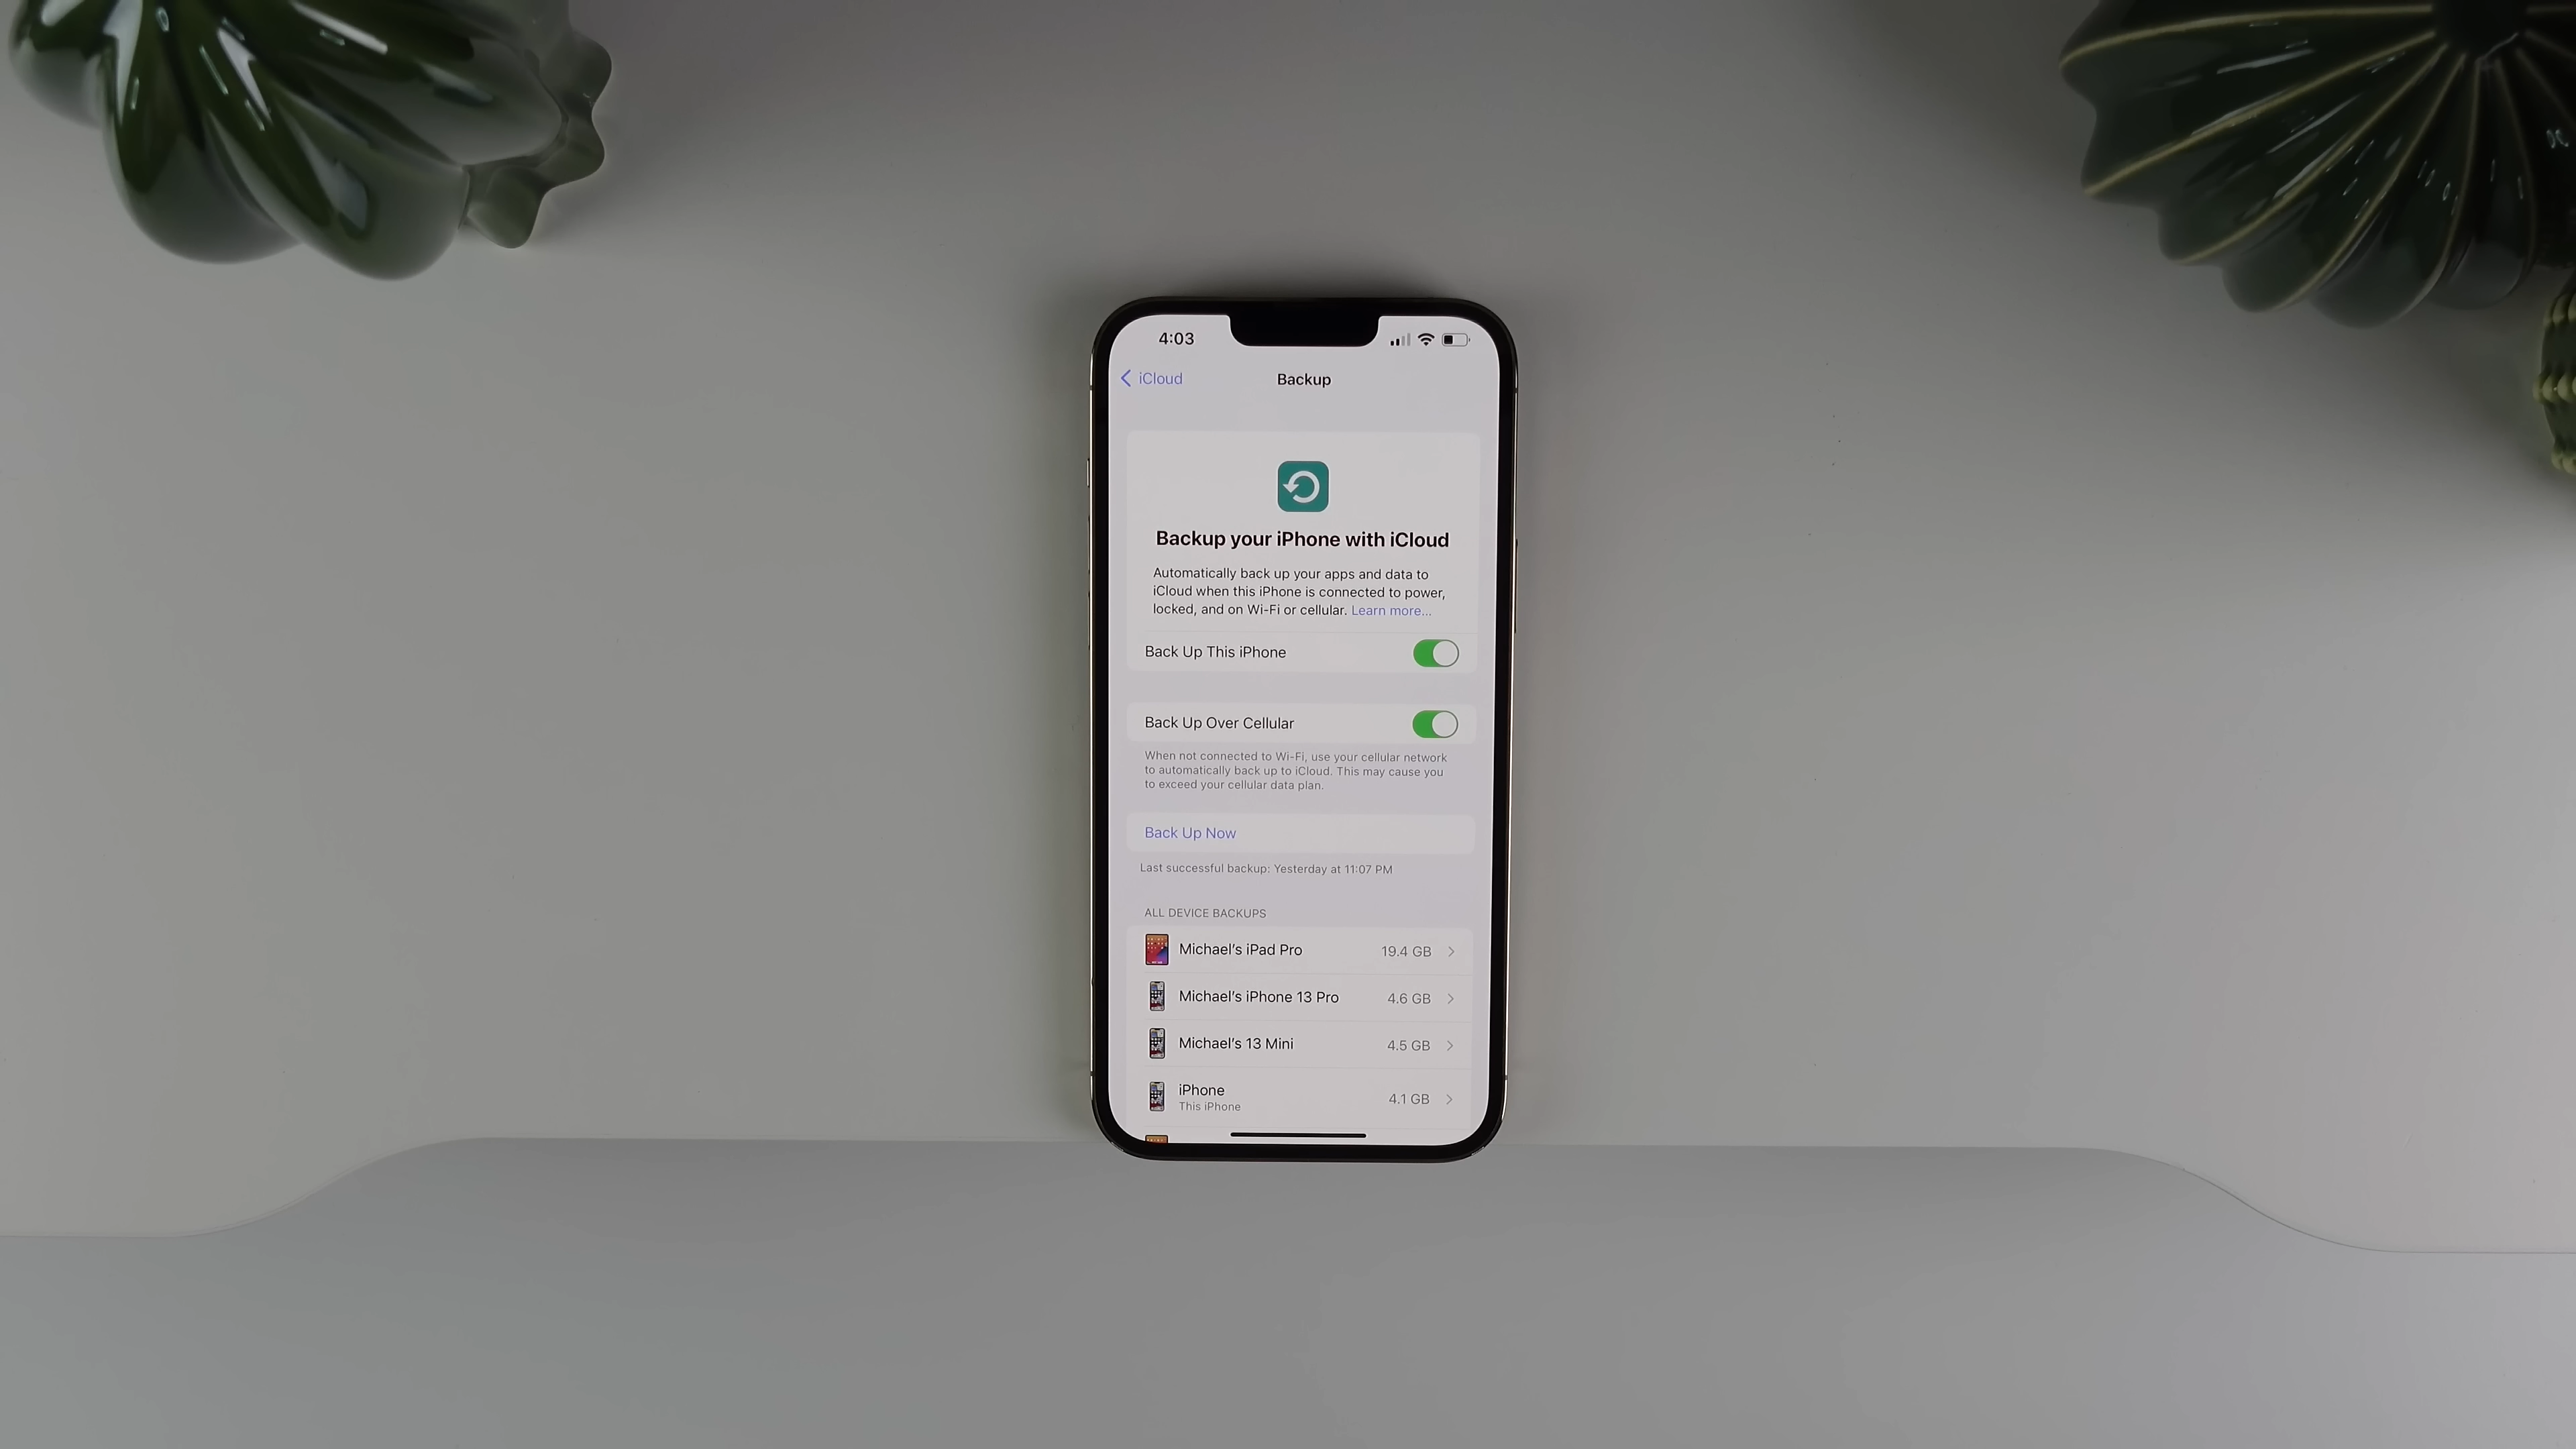 4:03
iCloud
Backup
Backup your iPhone with iCloud
Automatically back up your apps and data to
iCloud when this iPhone is connected to power,
locked, and on Wi-Fi or cellular. Learn more...
Back Up This iPhone
Back Up Over Cellular
When not connected to Wi-Fi, use your cellular network
to automatically back up to iCloud. This may cause you
to exceed your cellular data plan.
Back Up Now
Last successful backup: Yesterday at 11:07 PM
ALL DEVICE BACKUPS
Michael's iPad Pro 19.4 GB
Michael's iPhone 13 Pro 4.6 GB
Michael's 13 Mini 4.5 GB
iPhone 4.1 GB
This iPhone